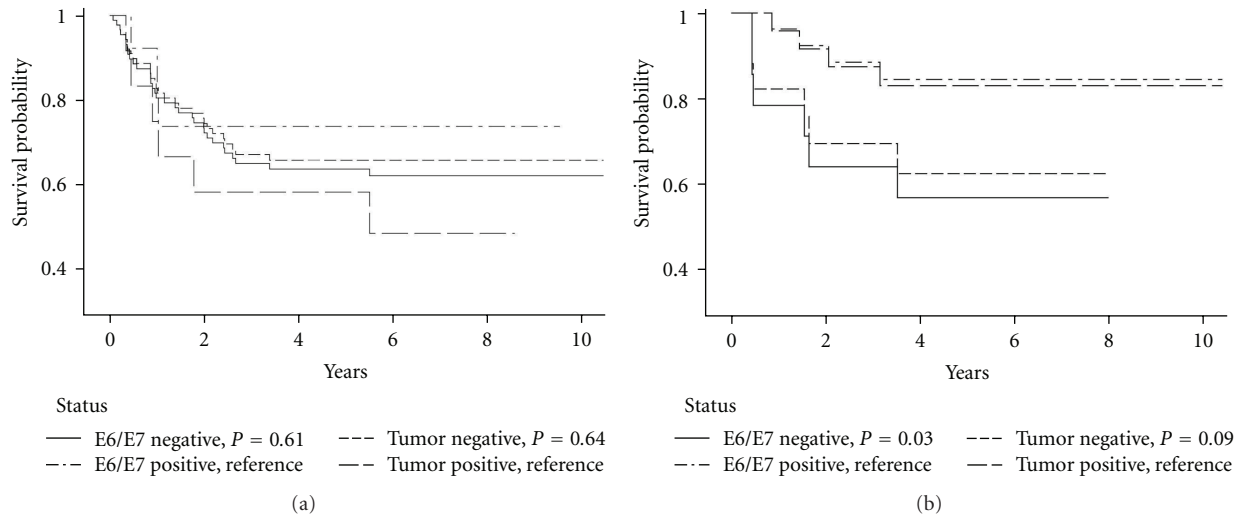 Survival probability
1
0.8
0.6
0.4
0 2 4 6 8 10
Years
Status
E6/E7 negative, P = 0.61
Tumor negative, P = 0.64
E6/E7 positive, reference
Tumor positive, reference
(a)
Survival probability
1
0.8
0.6
0.4
0 2 4 6 8 10
Years
Status
E6/E7 negative, P = 0.03
Tumor negative, P = 0.09
E6/E7 positive, reference
Tumor positive, reference
(b)